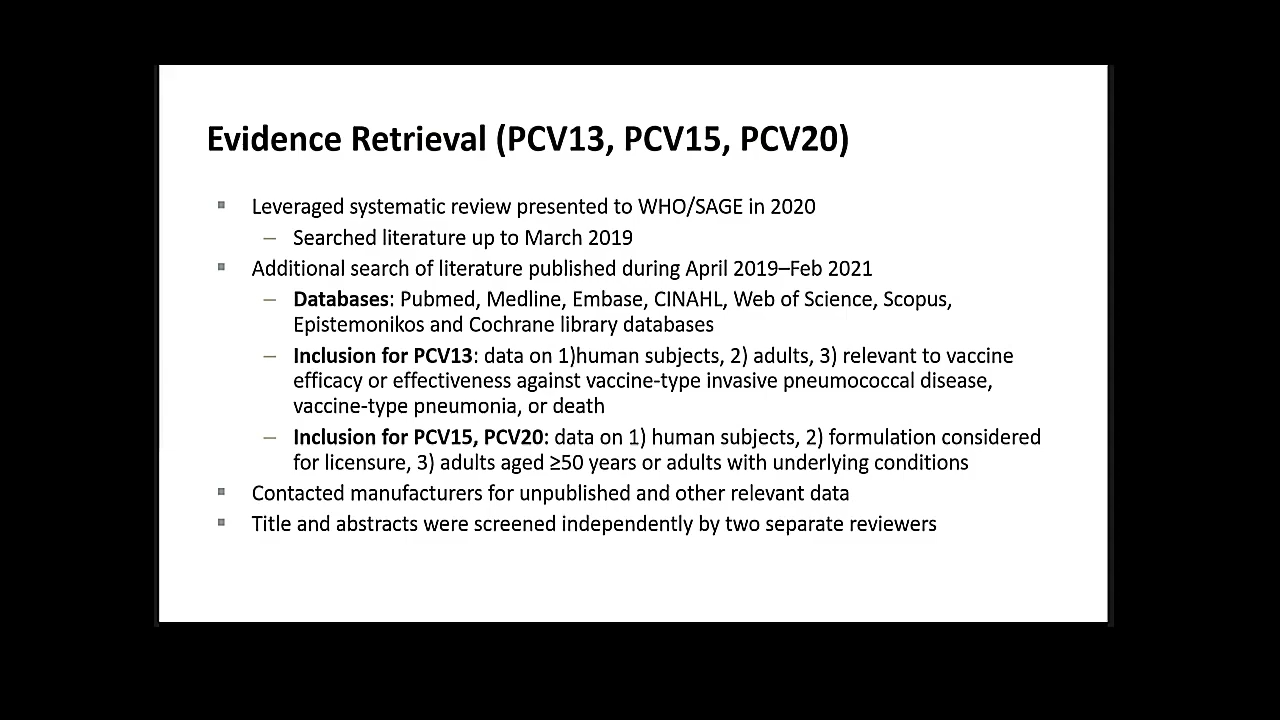 Evidence Retrieval (PCV13, PCV15, PCV20)
▪ Leveraged systematic review presented to WHO/SAGE in 2020
– Searched literature up to March 2019
▪ Additional search of literature published during April 2019–Feb 2021
– Databases: Pubmed, Medline, Embase, CINAHL, Web of Science, Scopus,
Epistemonikos and Cochrane library databases
– Inclusion for PCV13: data on 1)human subjects, 2) adults, 3) relevant to vaccine
efficacy or effectiveness against vaccine-type invasive pneumococcal disease,
vaccine-type pneumonia, or death
– Inclusion for PCV15, PCV20: data on 1) human subjects, 2) formulation considered
for licensure, 3) adults aged ≥50 years or adults with underlying conditions
▪ Contacted manufacturers for unpublished and other relevant data
▪ Title and abstracts were screened independently by two separate reviewers